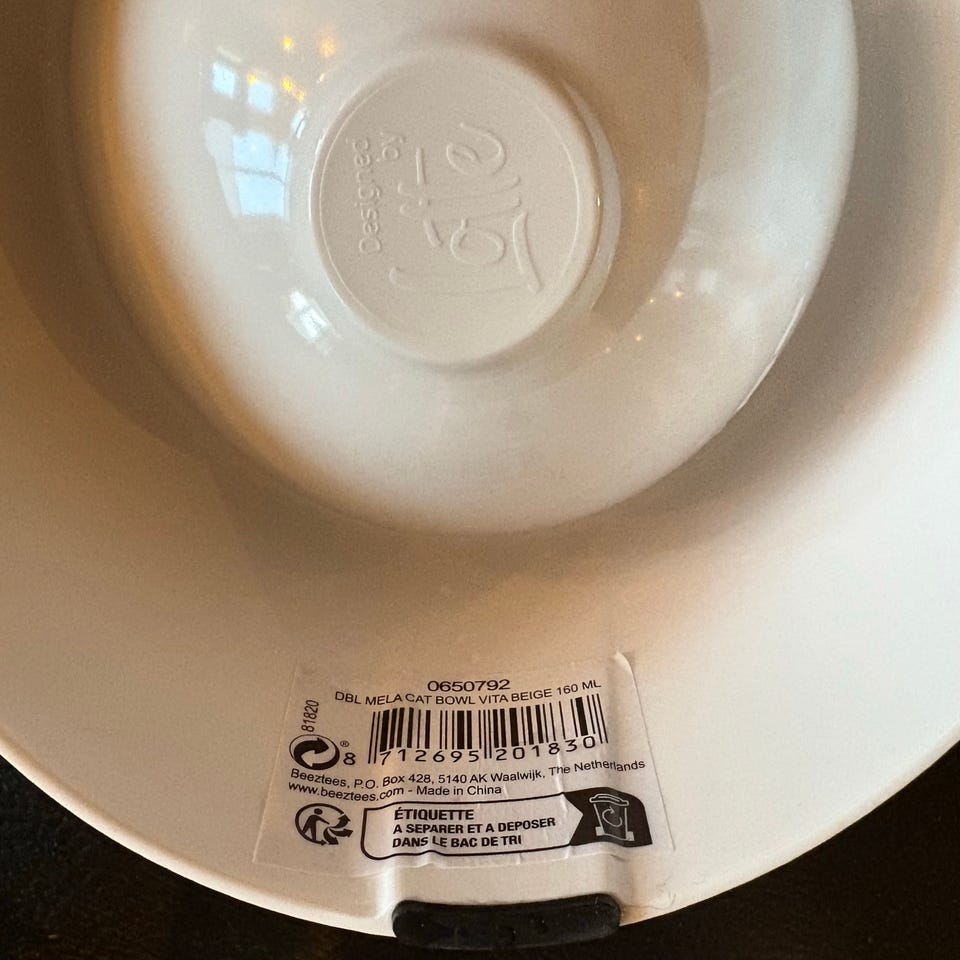 Designed
by
Lotte
0650792
DBL MELA CAT BOWL VITA BEIGE 160 ML
81820
®
8 712695 201830
Beeztees, P.O. Box 428, 5140 AK Waalwijk, The Netherlands
www.beeztees.com - Made in China
ÉTIQUETTE
A SEPARER ET A DEPOSER
DANS LE BAC DE TRI